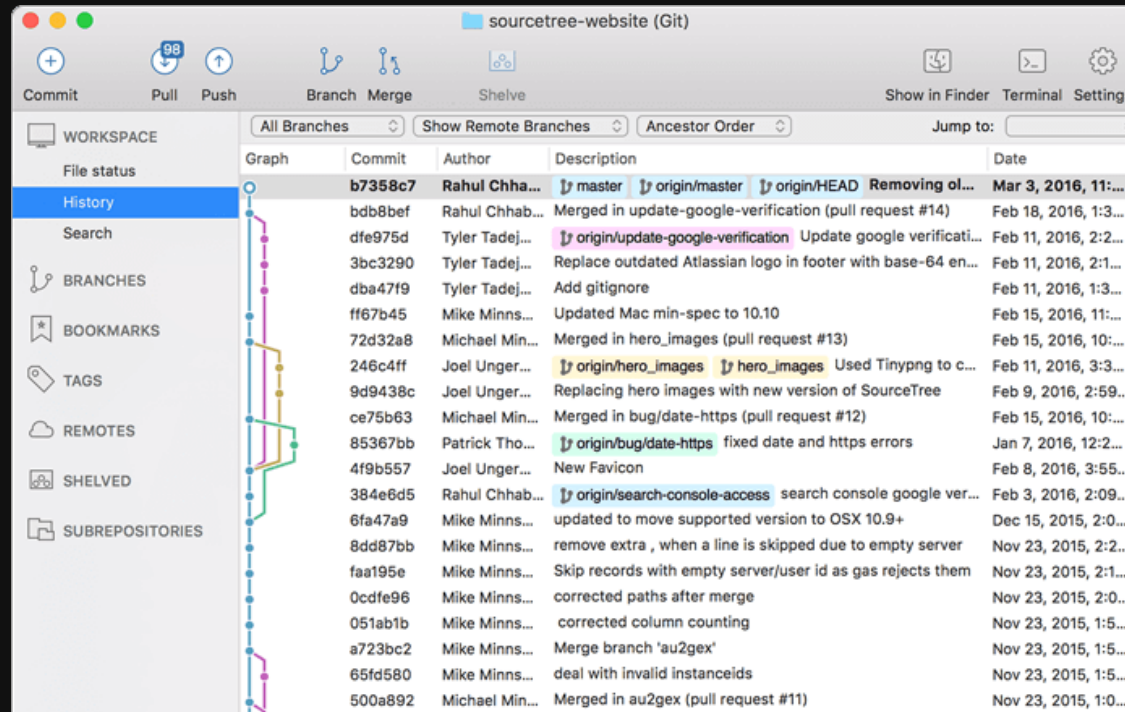 sourcetree-website (Git)
98
Commit Pull Push Branch Merge Shelve Show in Finder Terminal Setting
WORKSPACE
File status
History
Search
BRANCHES
BOOKMARKS
TAGS
REMOTES
SHELVED
SUBREPOSITORIES
All Branches Show Remote Branches Ancestor Order Jump to:
Graph Commit Author Description Date
b7358c7 Rahul Chha... master origin/master origin/HEAD Removing ol... Mar 3, 2016, 11:...
bdb8bef Rahul Chhab... Merged in update-google-verification (pull request #14) Feb 18, 2016, 1:3...
dfe975d Tyler Tadej... origin/update-google-verification Update google verificati... Feb 11, 2016, 2:2...
3bc3290 Tyler Tadej... Replace outdated Atlassian logo in footer with base-64 en... Feb 11, 2016, 2:1...
dba47f9 Tyler Tadej... Add gitignore Feb 11, 2016, 1:3...
ff67b45 Mike Minns... Updated Mac min-spec to 10.10 Feb 15, 2016, 11:...
72d32a8 Michael Min... Merged in hero_images (pull request #13) Feb 15, 2016, 10:...
246c4ff Joel Unger... origin/hero_images hero_images Used Tinypng to c... Feb 11, 2016, 3:3...
9d9438c Joel Unger... Replacing hero images with new version of SourceTree Feb 9, 2016, 2:59...
ce75b63 Michael Min... Merged in bug/date-https (pull request #12) Feb 15, 2016, 10:...
85367bb Patrick Tho... origin/bug/date-https fixed date and https errors Jan 7, 2016, 12:2...
4f9b557 Joel Unger... New Favicon Feb 8, 2016, 3:55...
384e6d5 Rahul Chhab... origin/search-console-access search console google ver... Feb 3, 2016, 2:09...
6fa47a9 Mike Minns... updated to move supported version to OSX 10.9+ Dec 15, 2015, 2:0...
8dd87bb Mike Minns... remove extra , when a line is skipped due to empty server Nov 23, 2015, 2:2...
faa195e Mike Minns... Skip records with empty server/user id as gas rejects them Nov 23, 2015, 2:1...
0cdfe96 Mike Minns... corrected paths after merge Nov 23, 2015, 2:0...
051ab1b Mike Minns... corrected column counting Nov 23, 2015, 1:5...
a723bc2 Mike Minns... Merge branch 'au2gex' Nov 23, 2015, 1:5...
65fd580 Mike Minns... deal with invalid instanceids Nov 23, 2015, 1:5...
500a892 Michael Min... Merged in au2gex (pull request #11) Nov 23, 2015, 1:0...